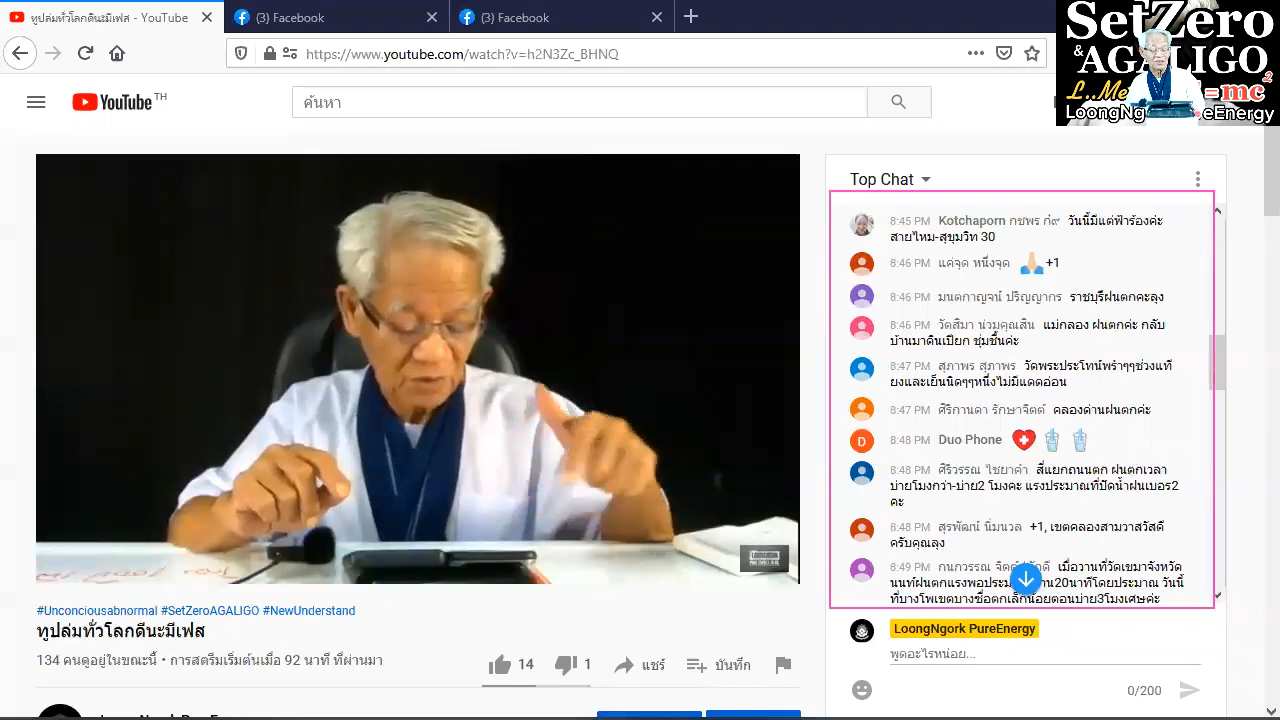 ทูปล่มทั่วโลกดีนะมีเฟส - YouTube
(3) Facebook
(3) Facebook
https://www.youtube.com/watch?v=h2N3Zc_BHNQ
SetZero
& AGALIGO
L..Me =mc2
LoongNg reEnergy
YouTube TH
ค้นหา
Top Chat
8:45 PM Kotchaporn กชพร ก่๙ วันนี้มีแต่ฟ้าร้องค่ะ
สายไหม-สุขุมวิท 30
8:46 PM แค่จุด หนึ่งจุด +1
8:46 PM มนตกาญจน์ ปริญญากร ราชบุรีฝนตกคะลุง
8:46 PM วัตสิมา น่วมคุณสิน แม่กลอง ฝนตกค่ะ กลับ
บ้านมาดินเปียก ชุ่มชื้นค่ะ
8:47 PM สุภาพร สุภาพร วัดพระประโทน์พรำๆๆช่วงแที่
ยงและเย็นนิดๆๆหนึ่งไม่มีแดดอ่อน
8:47 PM ศิริกานดา รักษาจิตต์ คลองด่านฝนตกค่ะ
D
8:48 PM Duo Phone
8:48 PM ศิริวรรณ ไชยาคำ สี่แยกถนนตก ฝนตกเวลา
บ่ายโมงกว่า-บ่าย2 โมงคะ แรงประมาณที่ปัดน้ำฝนเบอร2
คะ
8:48 PM สุรพัฒน์ นิ่มนวล +1, เขตคลองสามวาสวัสดี
ครับคุณลุง
8:49 PM กนกวรรณ เมื่อวานที่วัดเขมาจังหวัด
นนท์ฝนตกแรงพอประม าน20นาทีโดยประมาณ วันนี้
ที่บางโพเขตบางซื่อตกเล็กน้อยตอนบ่าย3โมงเศษค่ะ
#Unconciousabnormal #SetZeroAGALIGO #NewUnderstand
ทูปล่มทั่วโลกดีนะมีเฟส
134 คนดูอยู่ในขณะนี้ • การสตรีมเริ่มต้นเมื่อ 92 นาที ที่ผ่านมา
14
1
แชร์
บันทึก
LoongNgork PureEnergy
พูดอะไรหน่อย...
0/200